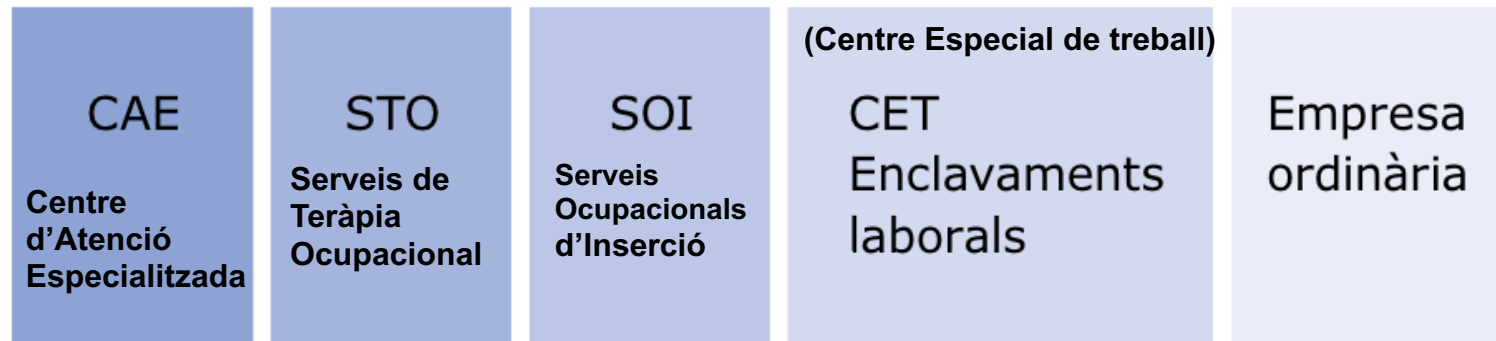 CAE
Centre
d’Atenció
Especialitzada
STO
Serveis de
Teràpia
Ocupacional
SOI
Serveis
Ocupacionals
d’Inserció
(Centre Especial de treball)
CET
Enclavaments
laborals
Empresa
ordinària